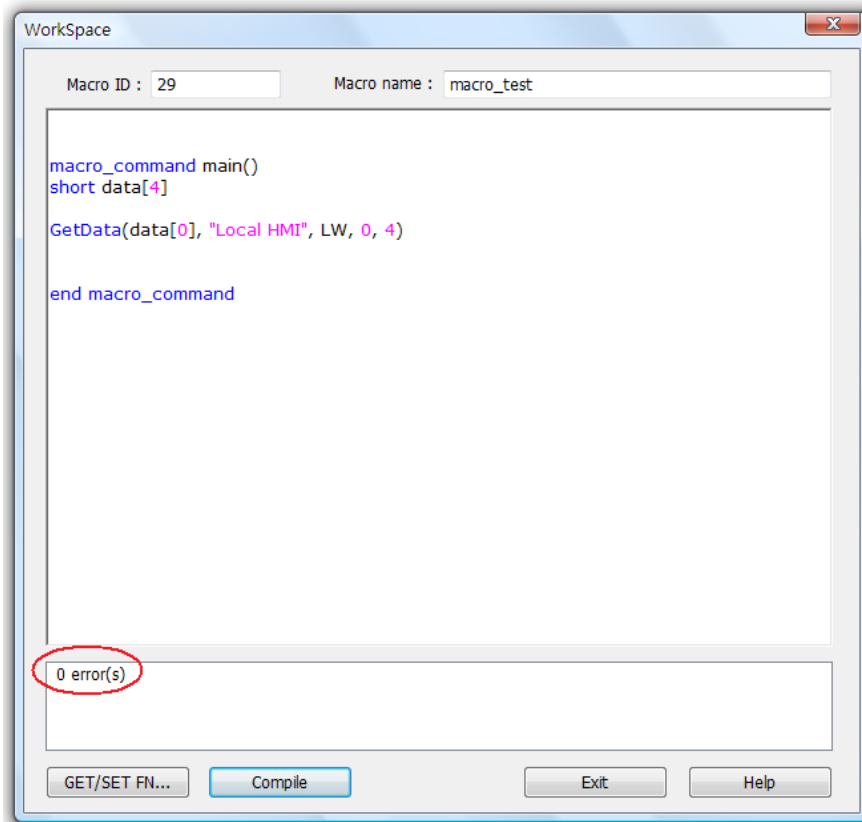 WorkSpace
Macro ID : 29 Macro name : macro_test
macro_command main()
short data[4]
GetData(data[0], "Local HMI", LW, 0, 4)
end macro_command
0 error(s)
GET/SET FN... Compile Exit Help